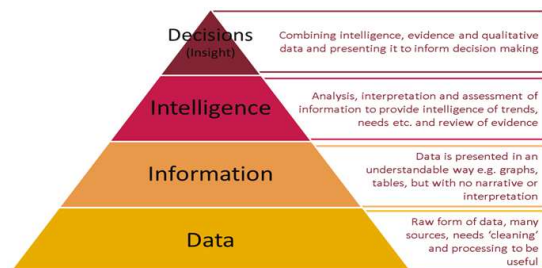 Decisions
(Insight)
Combining intelligence, evidence and qualitative
data and presenting it to inform decision making
Intelligence
Analysis, interpretation and assessment of
information to provide intelligence of trends,
needs etc. and review of evidence
Information
Data is presented in an
understandable way e.g. graphs,
tables, but with no narrative or
interpretation
Data
Raw form of data, many
sources, needs ‘cleaning’
and processing to be
useful